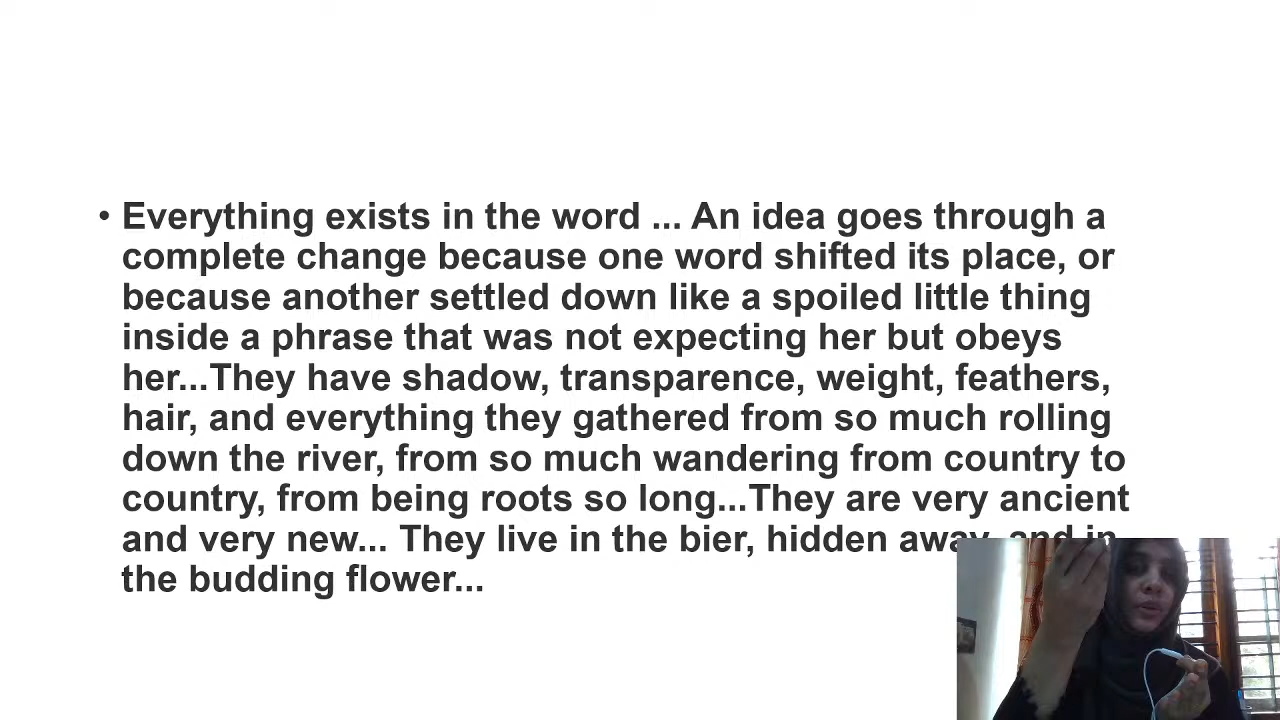 • Everything exists in the word ... An idea goes through a
complete change because one word shifted its place, or
because another settled down like a spoiled little thing
inside a phrase that was not expecting her but obeys
her...They have shadow, transparence, weight, feathers,
hair, and everything they gathered from so much rolling
down the river, from so much wandering from country to
country, from being roots so long...They are very ancient
and very new... They live in the bier, hidden away, and in
the budding flower...